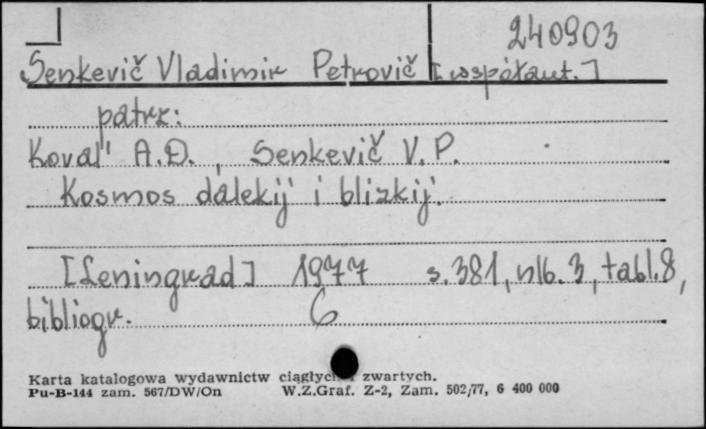 240903
Senkevič Vladimir Petrovič [współaut.]
patrz:
Koval' A.D., Senkevič V.P.
Kosmos dalekij i blizkij.
[Leningrad] 1977 s. 381, nlb. 3, tabl. 8,
bibliogr. 6
Karta katalogowa wydawnictw ciągłych i zwartych.
Pu-B-144 zam. 567/DW/On W.Z.Graf. Z-2, Zam. 502/77, 6 400 000